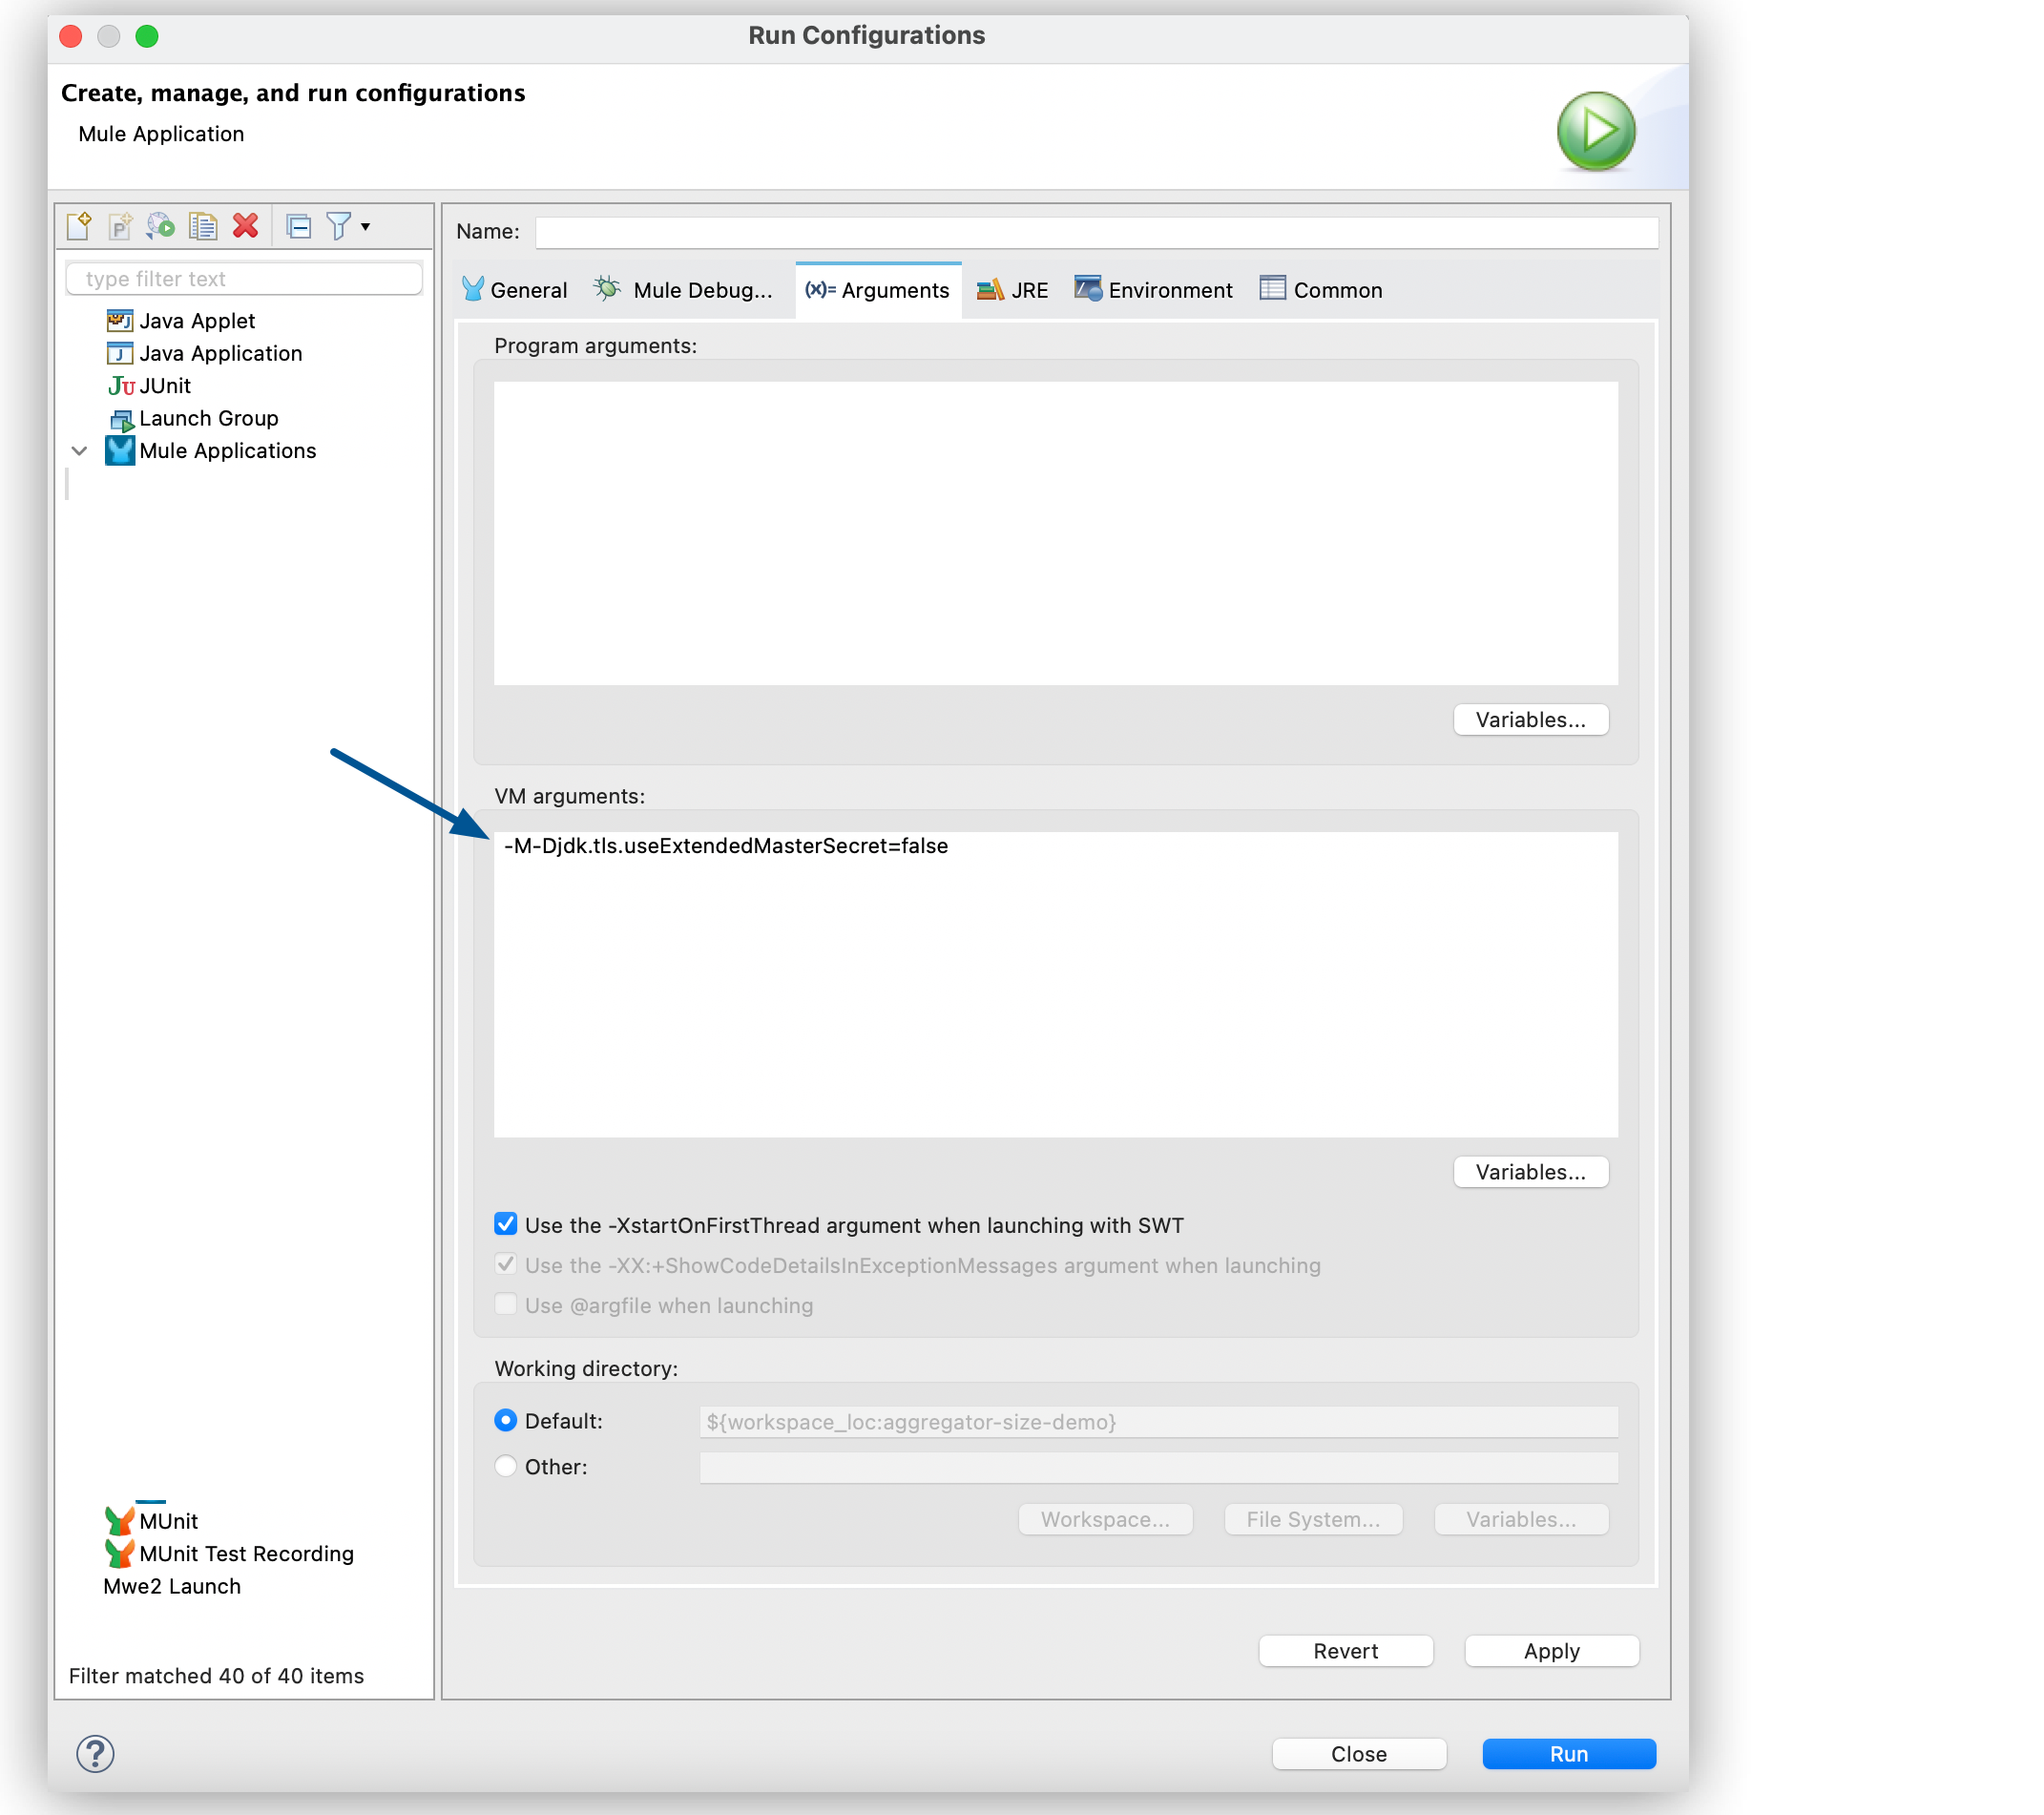 Run Configurations
Create, manage, and run configurations
Mule Application
type filter text
Java Applet
Java Application
JUnit
Launch Group
Mule Applications
MUnit
MUnit Test Recording
Mwe2 Launch
Filter matched 40 of 40 items
Name:
General Mule Debug... (x)= Arguments JRE Environment Common
Program arguments:
Variables...
VM arguments:
-M-Djdk.tls.useExtendedMasterSecret=false
Variables...
Use the -XstartOnFirstThread argument when launching with SWT
Use the -XX:+ShowCodeDetailsInExceptionMessages argument when launching
Use @argfile when launching
Working directory:
Default: ${workspace_loc:aggregator-size-demo}
Other:
Workspace... File System... Variables...
Revert Apply
? Close Run